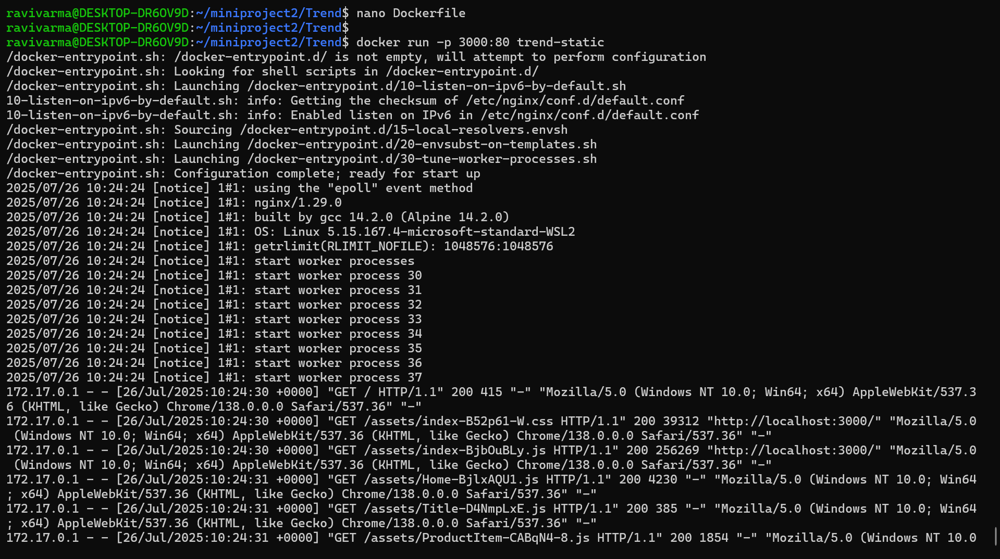 ravivarma@DESKTOP-DR6OV9D:~/miniproject2/Trend$ nano Dockerfile
ravivarma@DESKTOP-DR6OV9D:~/miniproject2/Trend$
ravivarma@DESKTOP-DR6OV9D:~/miniproject2/Trend$ docker run -p 3000:80 trend-static
/docker-entrypoint.sh: /docker-entrypoint.d/ is not empty, will attempt to perform configuration
/docker-entrypoint.sh: Looking for shell scripts in /docker-entrypoint.d/
/docker-entrypoint.sh: Launching /docker-entrypoint.d/10-listen-on-ipv6-by-default.sh
10-listen-on-ipv6-by-default.sh: info: Getting the checksum of /etc/nginx/conf.d/default.conf
10-listen-on-ipv6-by-default.sh: info: Enabled listen on IPv6 in /etc/nginx/conf.d/default.conf
/docker-entrypoint.sh: Sourcing /docker-entrypoint.d/15-local-resolvers.envsh
/docker-entrypoint.sh: Launching /docker-entrypoint.d/20-envsubst-on-templates.sh
/docker-entrypoint.sh: Launching /docker-entrypoint.d/30-tune-worker-processes.sh
/docker-entrypoint.sh: Configuration complete; ready for start up
2025/07/26 10:24:24 [notice] 1#1: using the "epoll" event method
2025/07/26 10:24:24 [notice] 1#1: nginx/1.29.0
2025/07/26 10:24:24 [notice] 1#1: built by gcc 14.2.0 (Alpine 14.2.0)
2025/07/26 10:24:24 [notice] 1#1: OS: Linux 5.15.167.4-microsoft-standard-WSL2
2025/07/26 10:24:24 [notice] 1#1: getrlimit(RLIMIT_NOFILE): 1048576:1048576
2025/07/26 10:24:24 [notice] 1#1: start worker processes
2025/07/26 10:24:24 [notice] 1#1: start worker process 30
2025/07/26 10:24:24 [notice] 1#1: start worker process 31
2025/07/26 10:24:24 [notice] 1#1: start worker process 32
2025/07/26 10:24:24 [notice] 1#1: start worker process 33
2025/07/26 10:24:24 [notice] 1#1: start worker process 34
2025/07/26 10:24:24 [notice] 1#1: start worker process 35
2025/07/26 10:24:24 [notice] 1#1: start worker process 36
2025/07/26 10:24:24 [notice] 1#1: start worker process 37
172.17.0.1 - - [26/Jul/2025:10:24:30 +0000] "GET / HTTP/1.1" 200 415 "-" "Mozilla/5.0 (Windows NT 10.0; Win64; x64) AppleWebKit/537.3
6 (KHTML, like Gecko) Chrome/138.0.0.0 Safari/537.36" "-"
172.17.0.1 - - [26/Jul/2025:10:24:30 +0000] "GET /assets/index-B52p61-W.css HTTP/1.1" 200 39312 "http://localhost:3000/" "Mozilla/5.0
 (Windows NT 10.0; Win64; x64) AppleWebKit/537.36 (KHTML, like Gecko) Chrome/138.0.0.0 Safari/537.36" "-"
172.17.0.1 - - [26/Jul/2025:10:24:30 +0000] "GET /assets/index-BjbOuBLy.js HTTP/1.1" 200 256269 "http://localhost:3000/" "Mozilla/5.0
 (Windows NT 10.0; Win64; x64) AppleWebKit/537.36 (KHTML, like Gecko) Chrome/138.0.0.0 Safari/537.36" "-"
172.17.0.1 - - [26/Jul/2025:10:24:31 +0000] "GET /assets/Home-BjlxAQU1.js HTTP/1.1" 200 4230 "-" "Mozilla/5.0 (Windows NT 10.0; Win64
; x64) AppleWebKit/537.36 (KHTML, like Gecko) Chrome/138.0.0.0 Safari/537.36" "-"
172.17.0.1 - - [26/Jul/2025:10:24:31 +0000] "GET /assets/Title-D4NmpLxE.js HTTP/1.1" 200 385 "-" "Mozilla/5.0 (Windows NT 10.0; Win64
; x64) AppleWebKit/537.36 (KHTML, like Gecko) Chrome/138.0.0.0 Safari/537.36" "-"
172.17.0.1 - - [26/Jul/2025:10:24:31 +0000] "GET /assets/ProductItem-CABqN4-8.js HTTP/1.1" 200 1854 "-" "Mozilla/5.0 (Windows NT 10.0